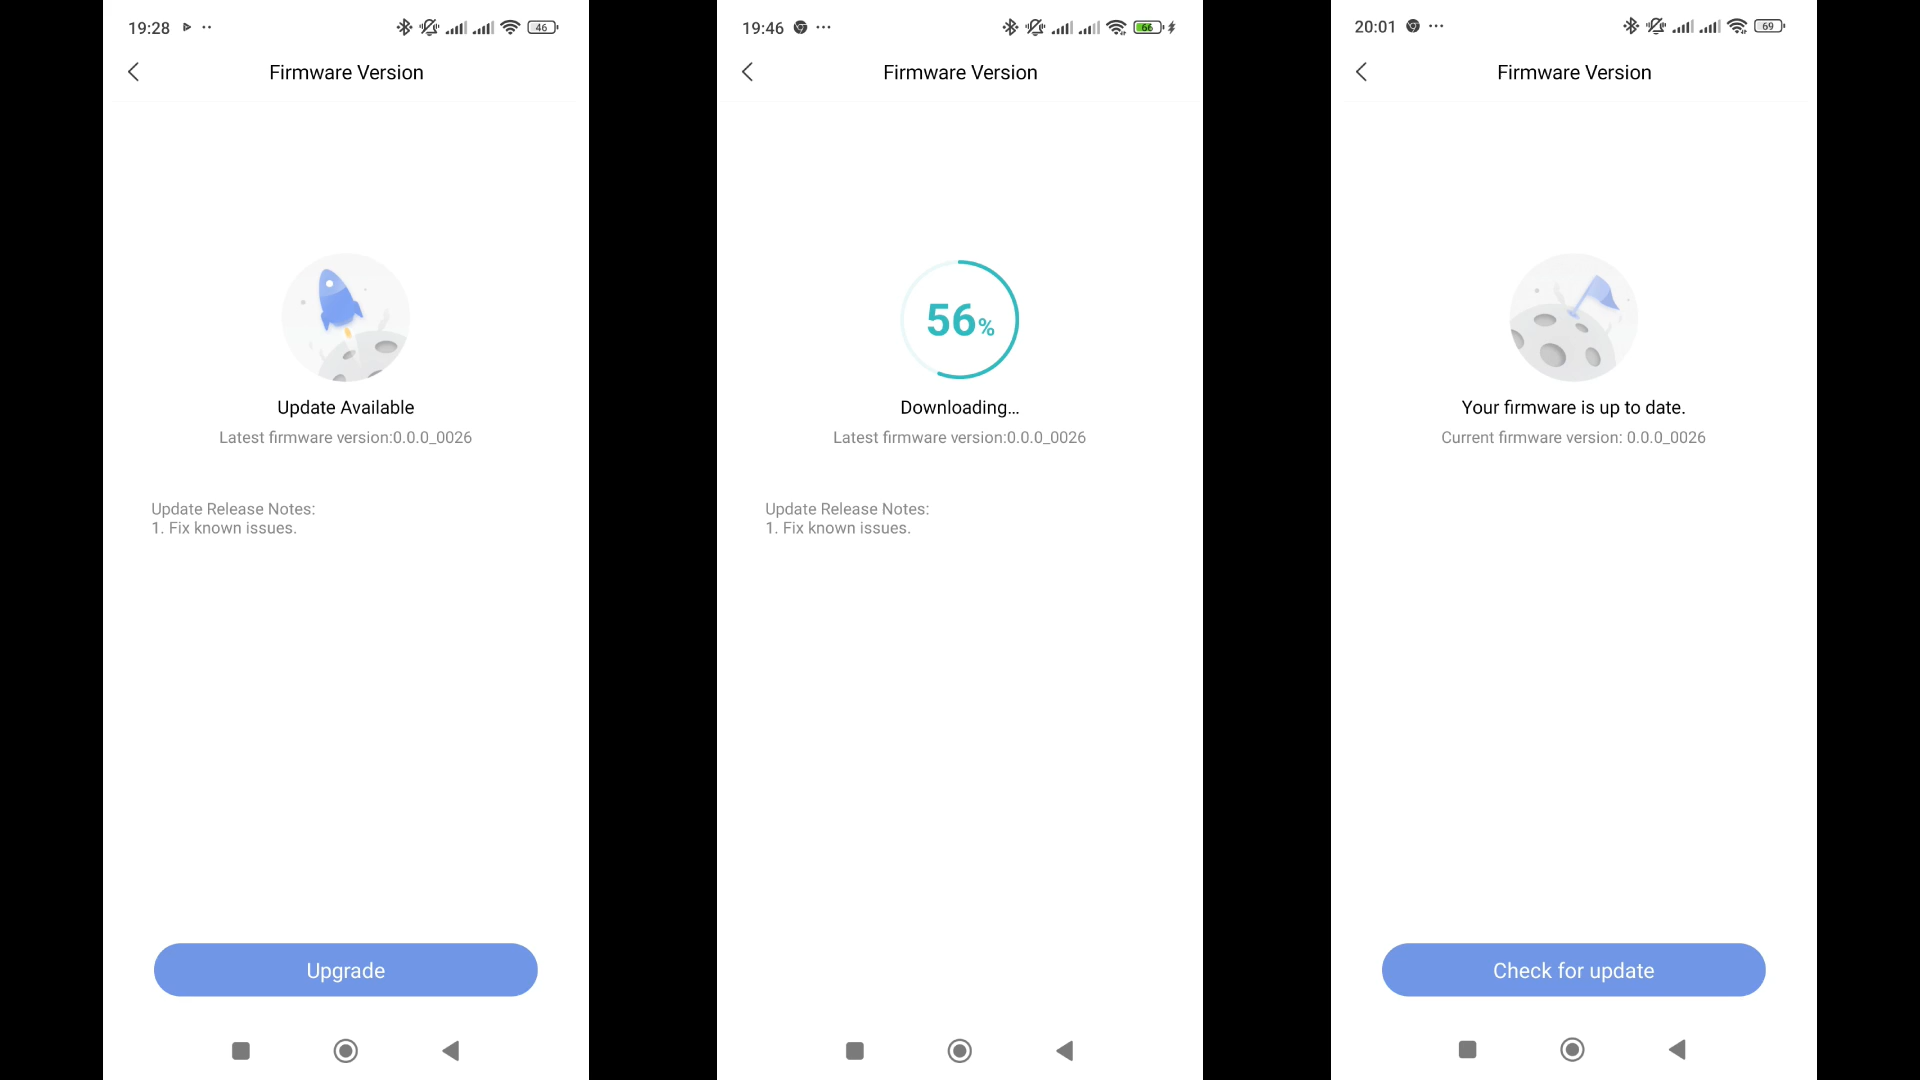 19:28
46
Firmware Version
Update Available
Latest firmware version:0.0.0_0026
Update Release Notes:
1. Fix known issues.
Upgrade
19:46
66
Firmware Version
56%
Downloading...
Latest firmware version:0.0.0_0026
Update Release Notes:
1. Fix known issues.
20:01
69
Firmware Version
Your firmware is up to date.
Current firmware version: 0.0.0_0026
Check for update